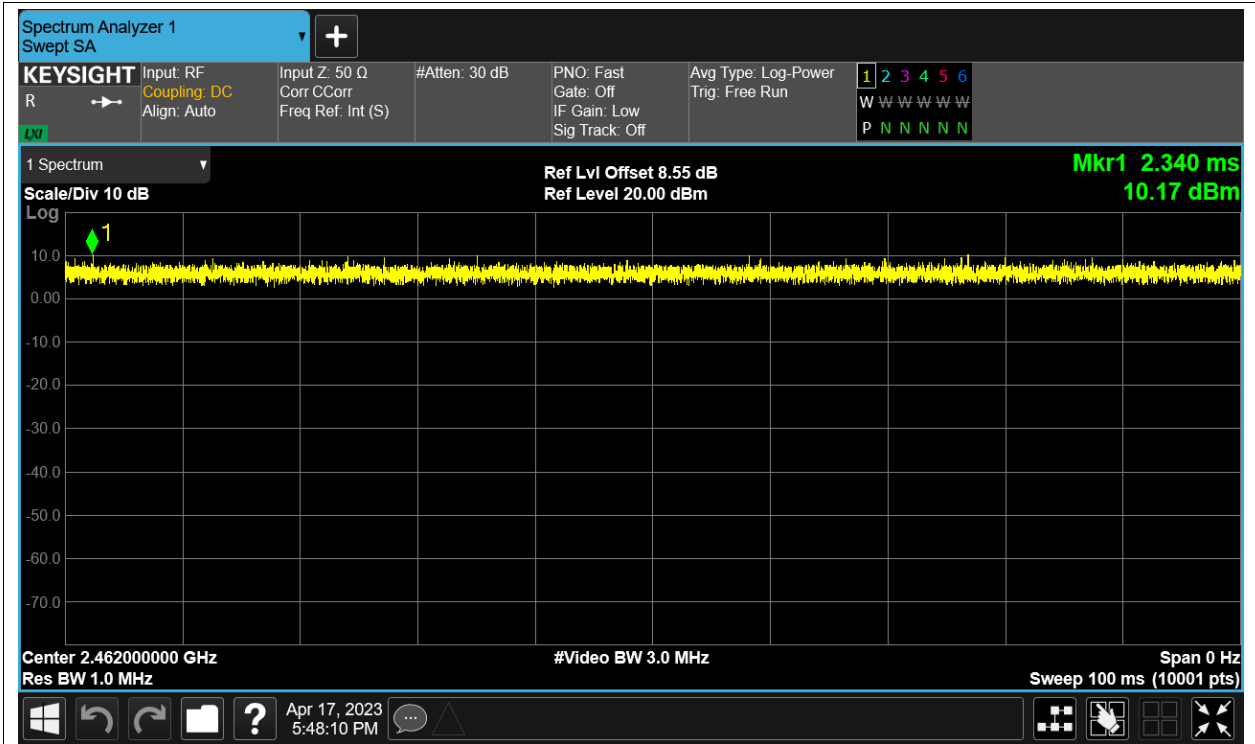 Spectrum Analyzer 1
Swept SA
KEYSIGHT
R
LXI
Input: RF
Coupling: DC
Align: Auto
Input Z: 50 Ω
Corr CCorr
Freq Ref: Int (S)
#Atten: 30 dB
PNO: Fast
Gate: Off
IF Gain: Low
Sig Track: Off
Avg Type: Log-Power
Trig: Free Run
1 2 3 4 5 6
W W W W W W
P N N N N N
1 Spectrum
Scale/Div 10 dB
Ref Lvl Offset 8.55 dB
Ref Level 20.00 dBm
Mkr1 2.340 ms
10.17 dBm
Log
1
10.0
0.00
-10.0
-20.0
-30.0
-40.0
-50.0
-60.0
-70.0
Center 2.462000000 GHz
#Video BW 3.0 MHz
Span 0 Hz
Res BW 1.0 MHz
Sweep 100 ms (10001 pts)
?
Apr 17, 2023
5:48:10 PM